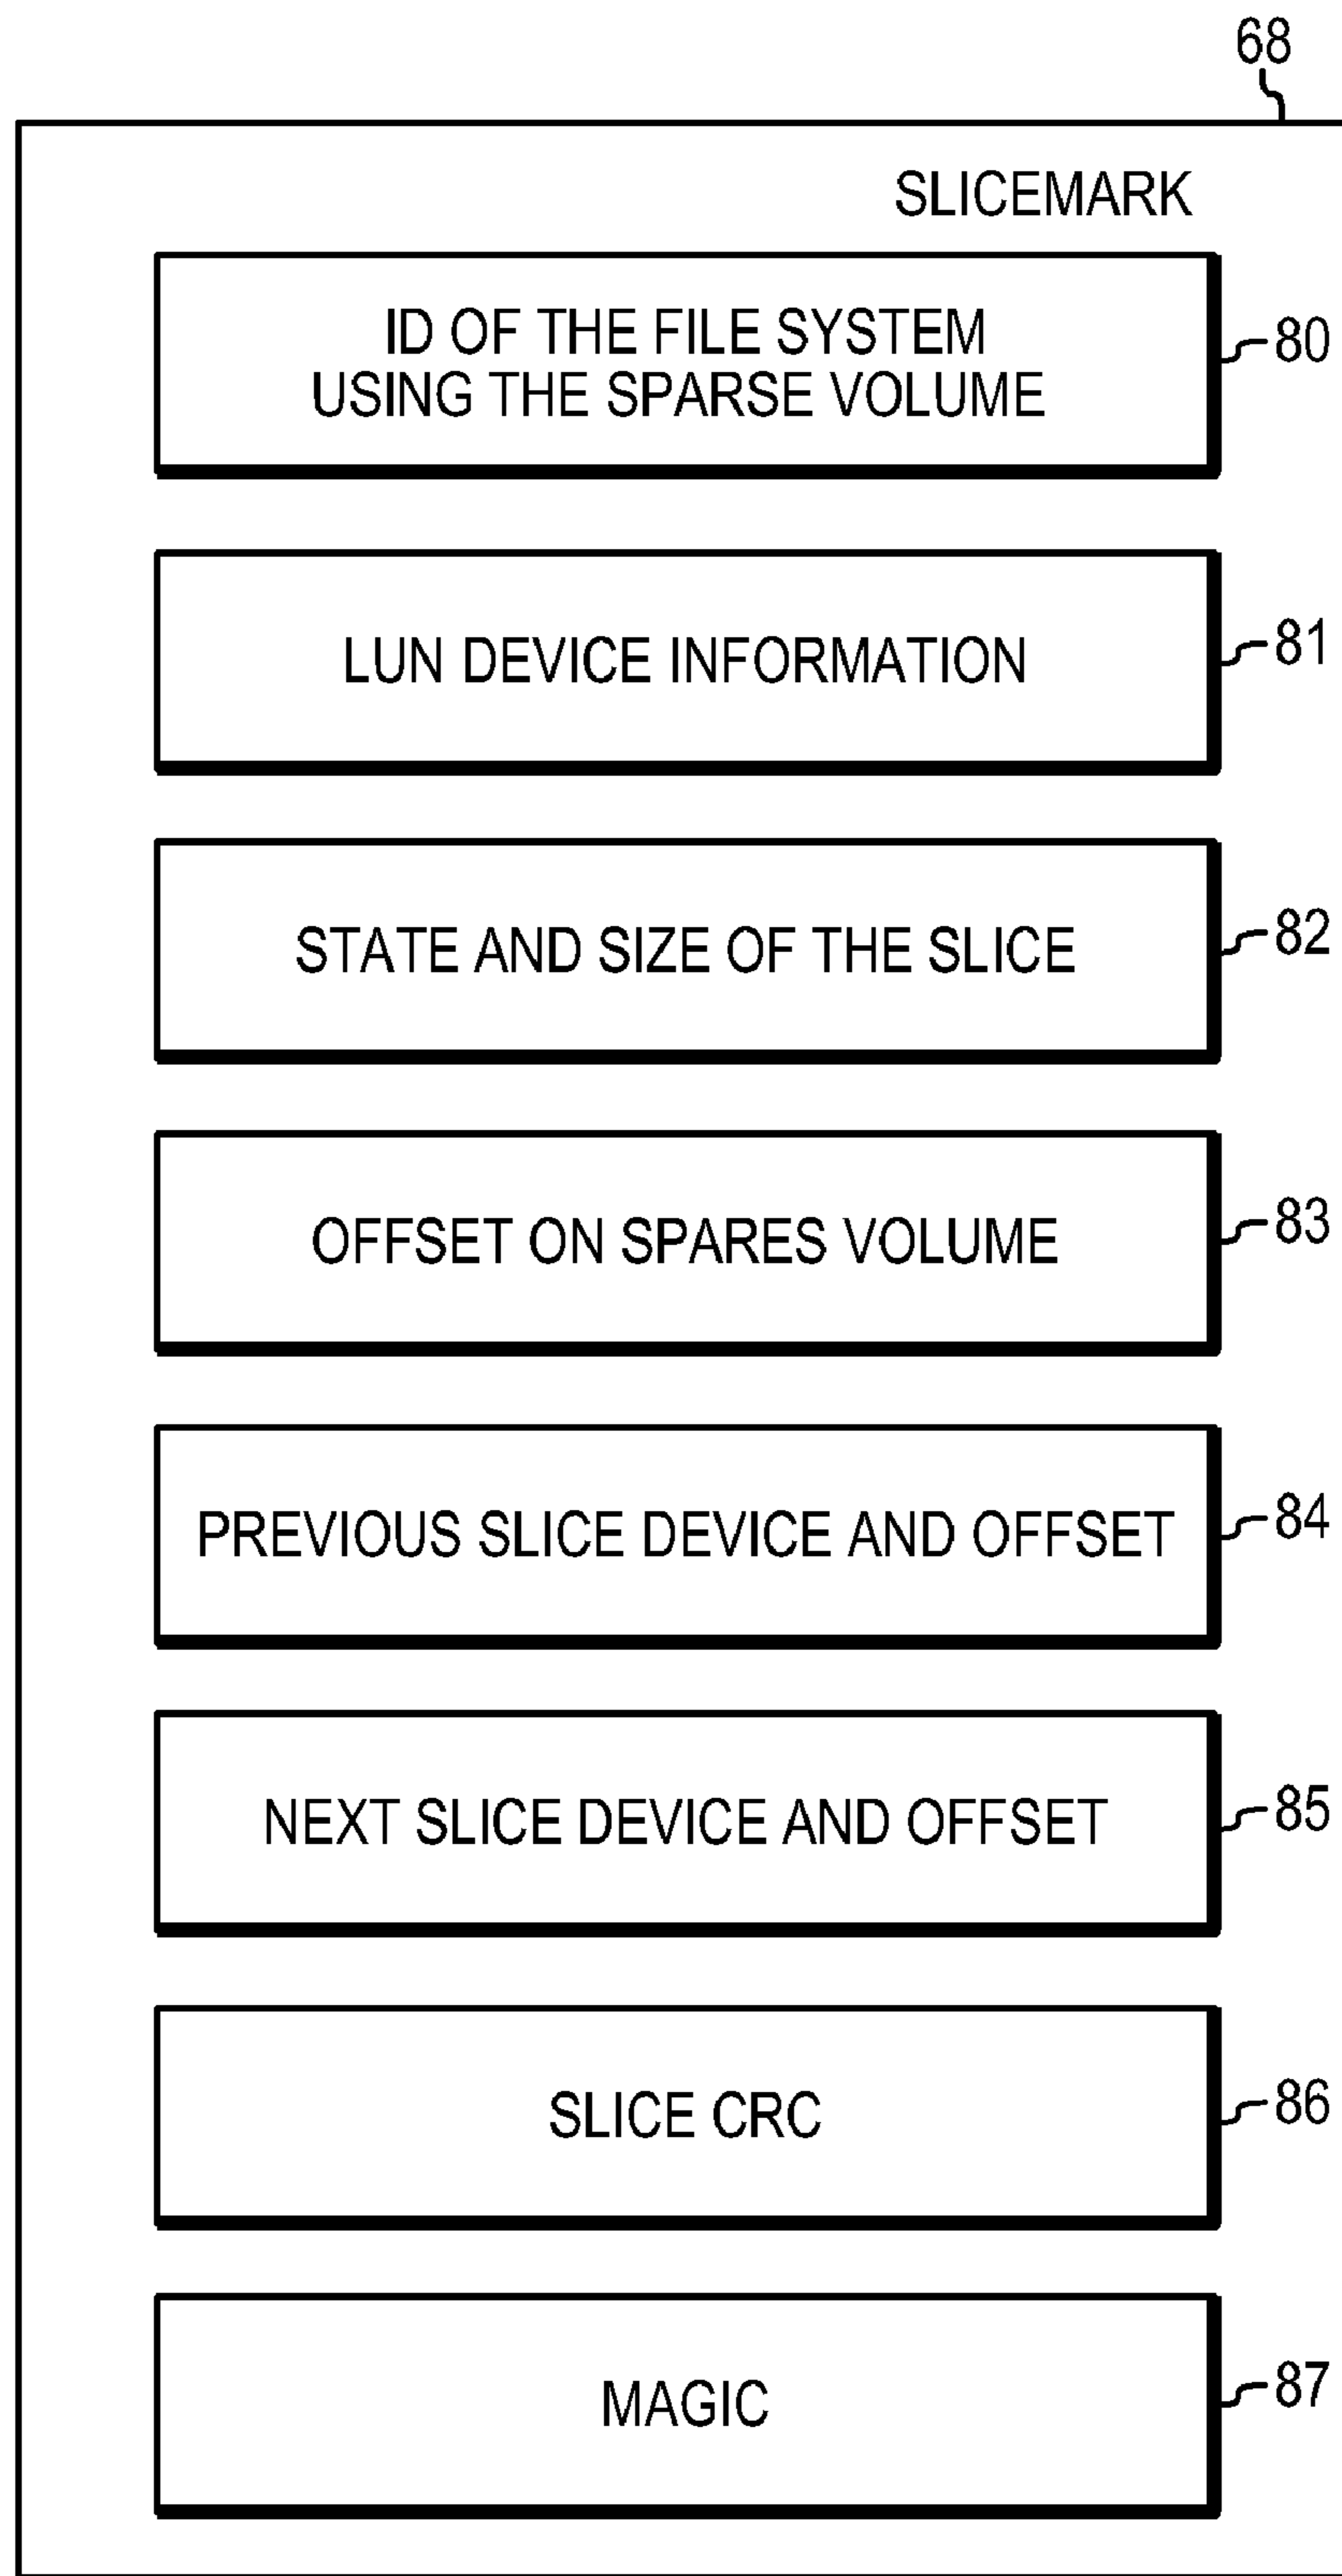 68
SLICEMARK
ID OF THE FILE SYSTEM
USING THE SPARSE VOLUME
80
LUN DEVICE INFORMATION
81
STATE AND SIZE OF THE SLICE
82
OFFSET ON SPARES VOLUME
83
PREVIOUS SLICE DEVICE AND OFFSET
84
NEXT SLICE DEVICE AND OFFSET
85
SLICE CRC
86
MAGIC
87